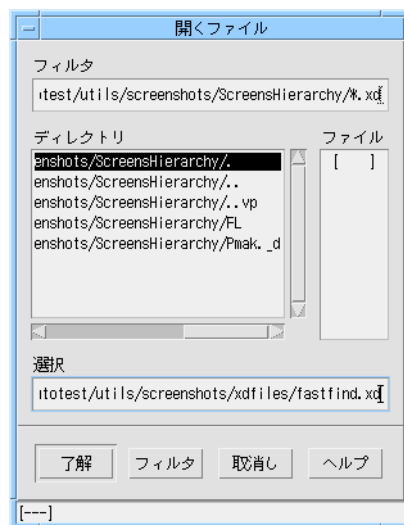 開くファイル
フィルタ
ıtest/utils/screenshots/ScreensHierarchy/*.xd
ディレクトリ
ファイル
enshots/ScreensHierarchy/.
[    ]
enshots/ScreensHierarchy/..
enshots/ScreensHierarchy/..vp
enshots/ScreensHierarchy/FL
enshots/ScreensHierarchy/Pmak._d
選択
ıtotest/utils/screenshots/xdfiles/fastfind.xd
了解 フィルタ 取消し ヘルプ
[---]